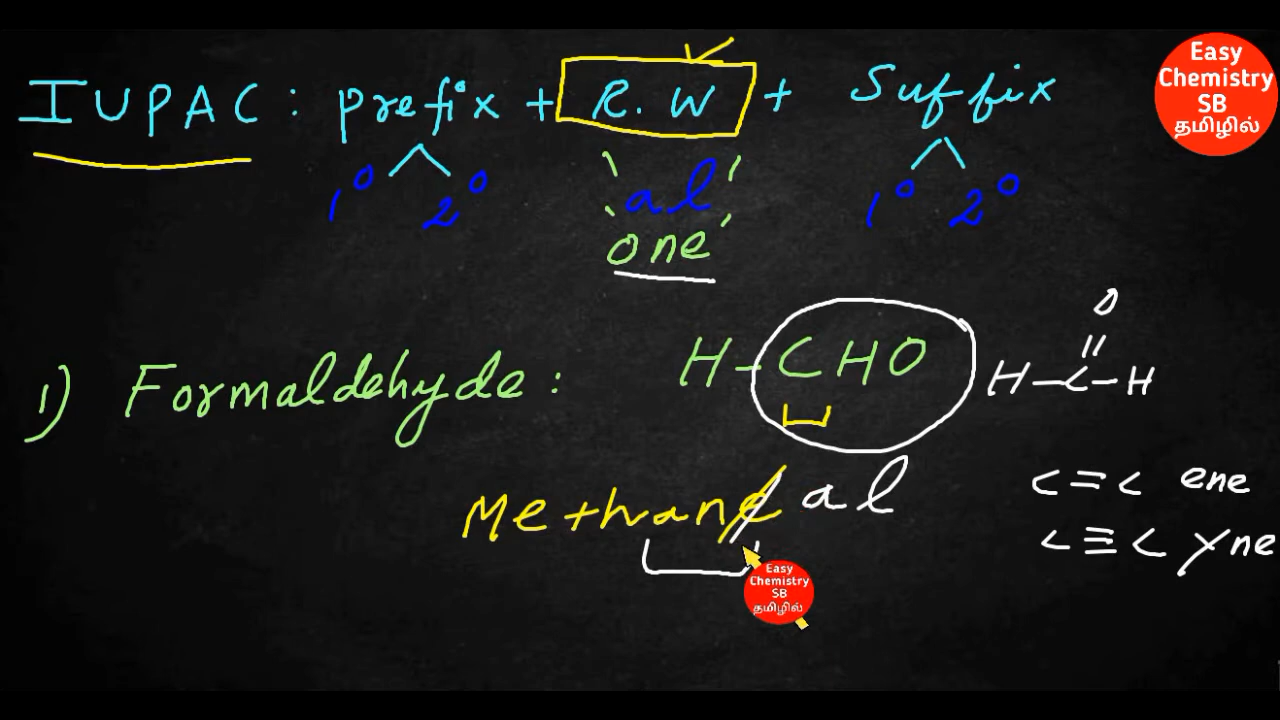 IUPAC : prefix + R.W + Suffix
Easy
Chemistry
SB
தமிழில்
1° 2° al 1° 2°
one
1) Formaldehyde : H-CHO
O
||
H-C-H
Methane al
C=C ene
C≡C yne
Easy
Chemistry
SB
தமிழில்